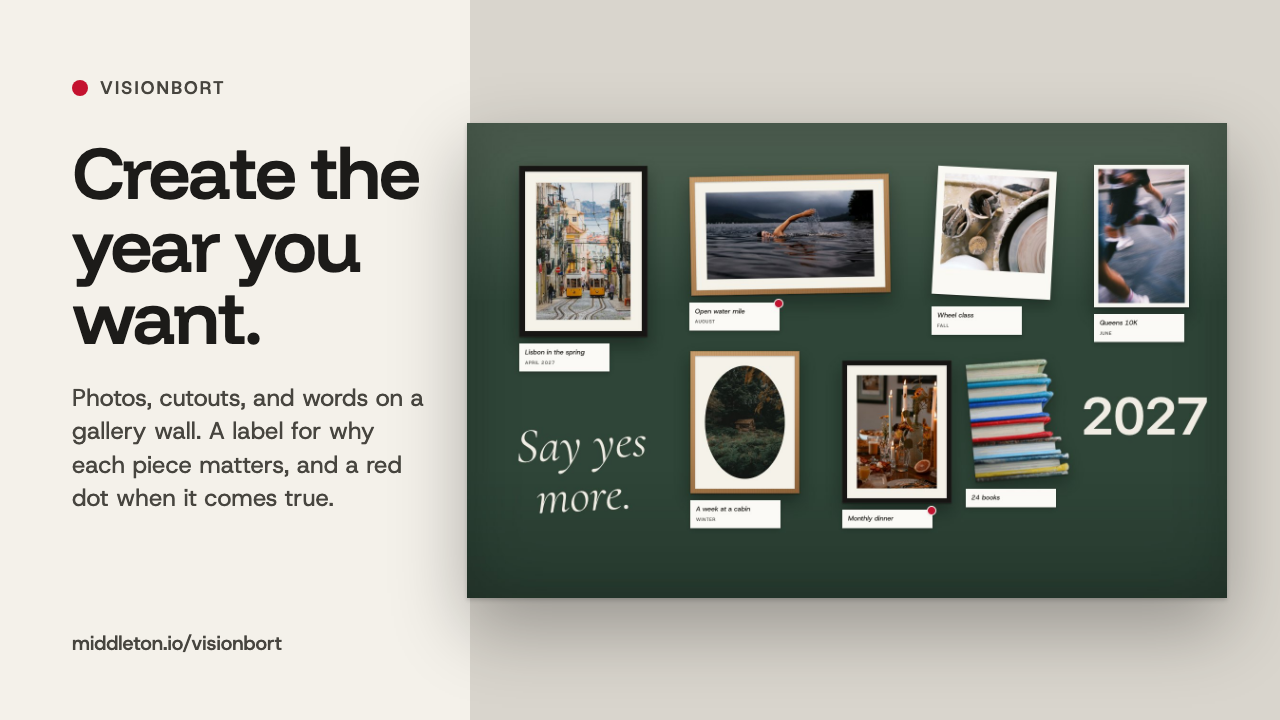 VISIONBORT
Create the
year you
want.
Photos, cutouts, and words on a
gallery wall. A label for why
each piece matters, and a red
dot when it comes true.
middleton.io/visionbort
Lisbon in the spring
APRIL 2027
Open water mile
AUGUST
Wheel class
FALL
Queens 10K
JUNE
Say yes
more.
A week at a cabin
WINTER
Monthly dinner
24 books
2027